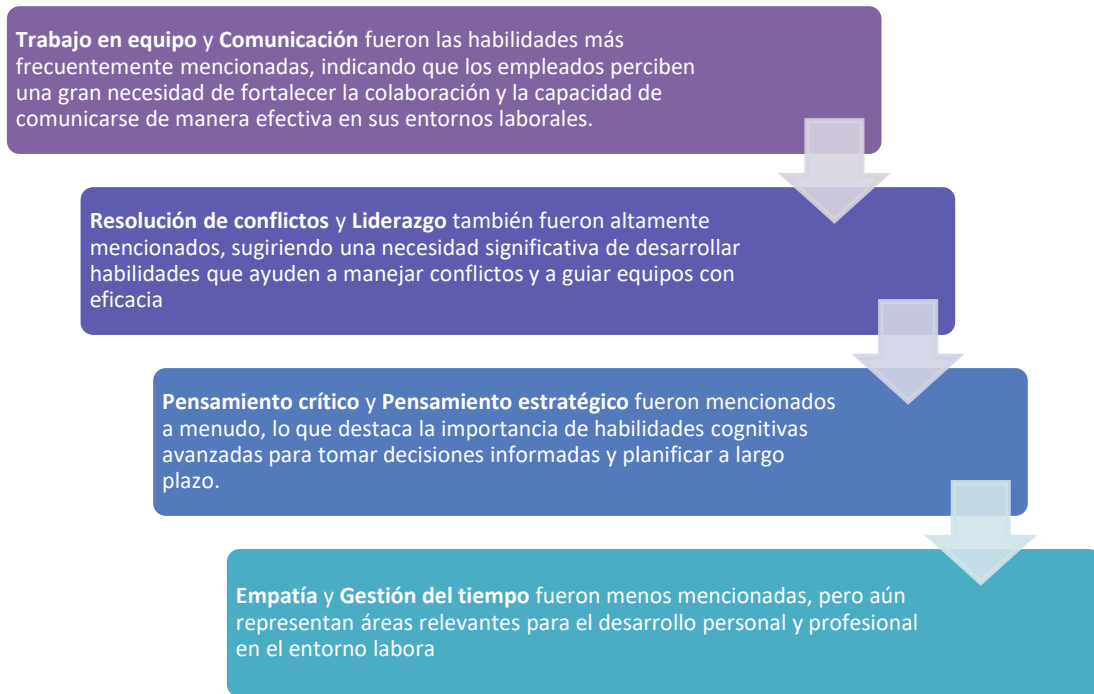 Trabajo en equipo y Comunicación fueron las habilidades más
frecuentemente mencionadas, indicando que los empleados perciben
una gran necesidad de fortalecer la colaboración y la capacidad de
comunicarse de manera efectiva en sus entornos laborales.
Resolución de conflictos y Liderazgo también fueron altamente
mencionados, sugiriendo una necesidad significativa de desarrollar
habilidades que ayuden a manejar conflictos y a guiar equipos con
eficacia
Pensamiento crítico y Pensamiento estratégico fueron mencionados
a menudo, lo que destaca la importancia de habilidades cognitivas
avanzadas para tomar decisiones informadas y planificar a largo
plazo.
Empatía y Gestión del tiempo fueron menos mencionadas, pero aún
representan áreas relevantes para el desarrollo personal y profesional
en el entorno labora